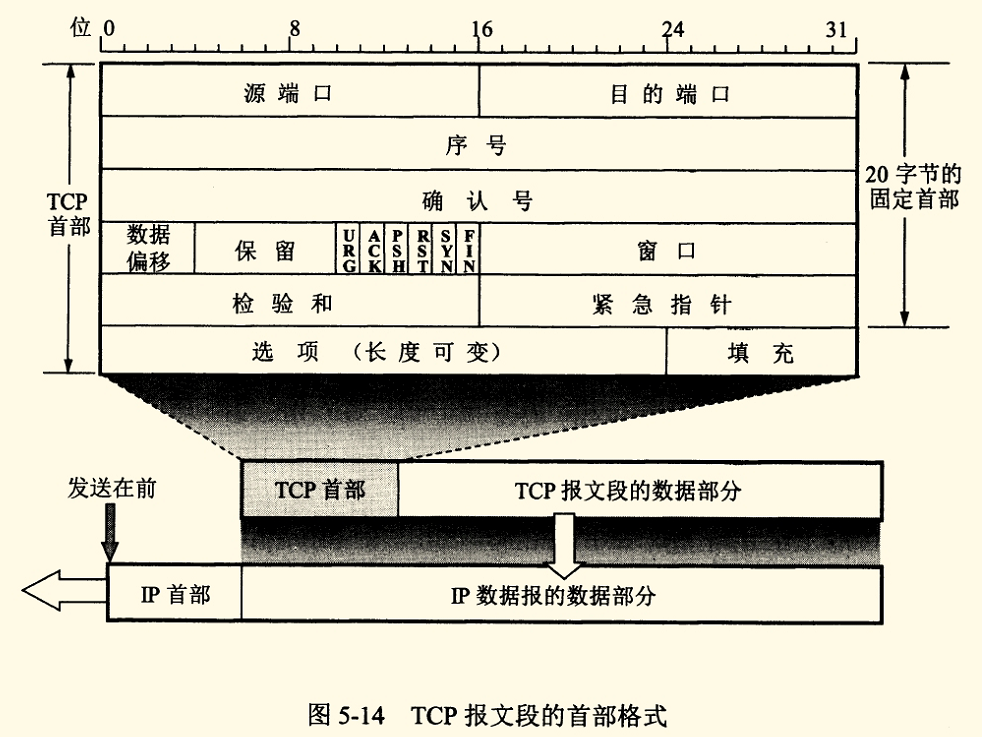 位 0 8 16 24 31
源 端 口 目 的 端 口
序 号
确 认 号
TCP
首部
20 字节的
固定首部
数据
偏移
保 留
URG
ACK
PSH
RST
SYN
FIN
窗 口
检 验 和 紧 急 指 针
选 项 (长 度 可 变) 填 充
发送在前
TCP 首部 TCP 报文段的数据部分
IP 首部 IP 数据报的数据部分
图 5-14 TCP 报文段的首部格式